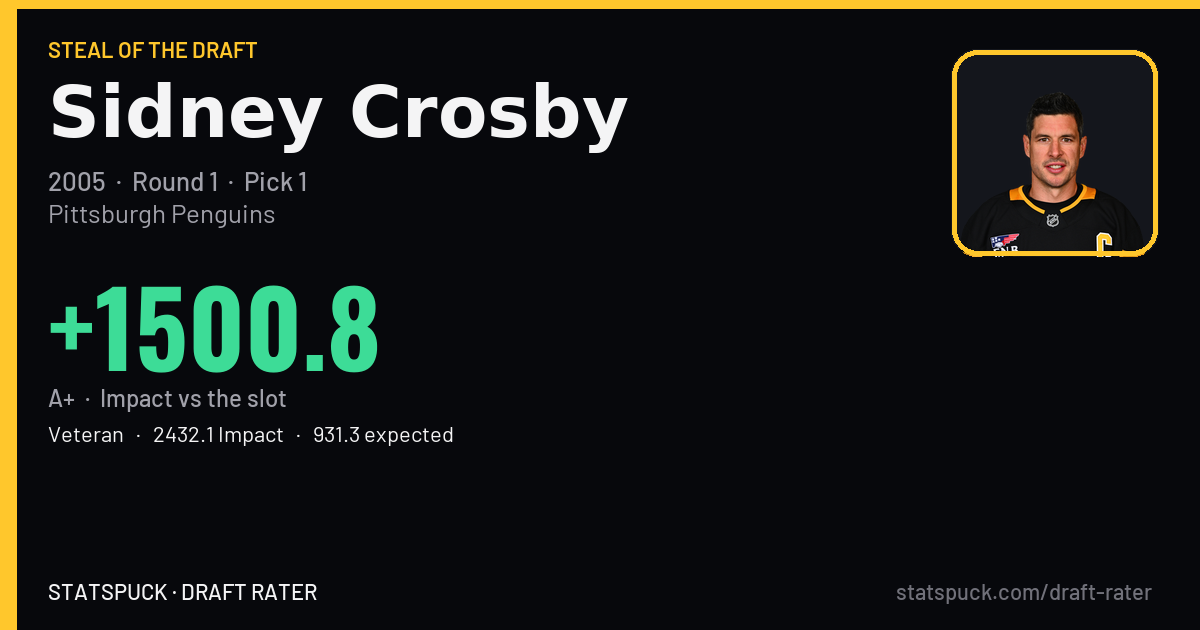 STEAL OF THE DRAFT
Sidney Crosby
2005 · Round 1 · Pick 1
Pittsburgh Penguins
+1500.8
A+ · Impact vs the slot
Veteran · 2432.1 Impact · 931.3 expected
STATSPUCK · DRAFT RATER
statspuck.com/draft-rater